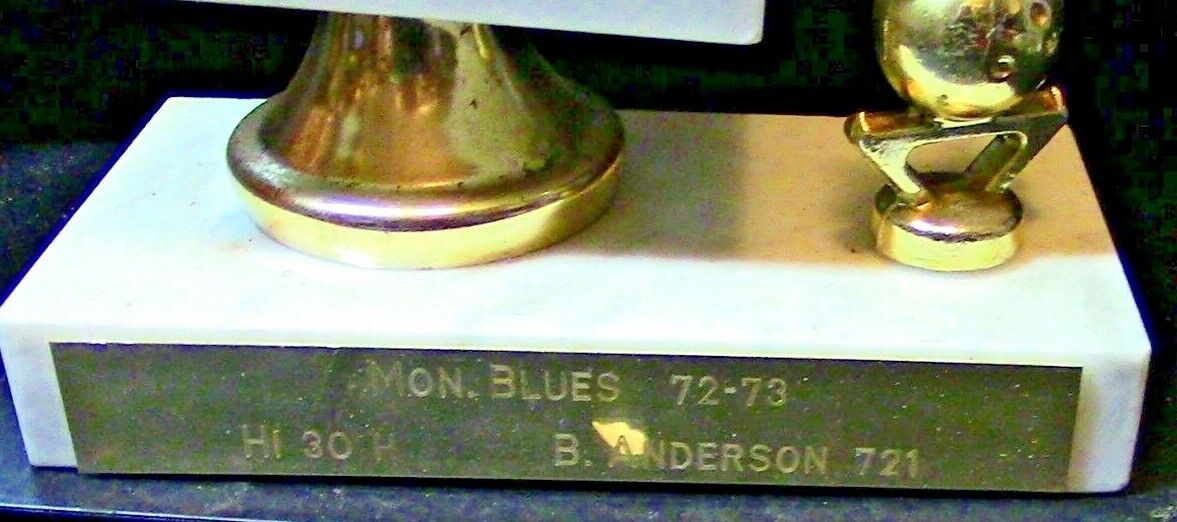 MON. BLUES 72-73
HI 30 H B. ANDERSON 721